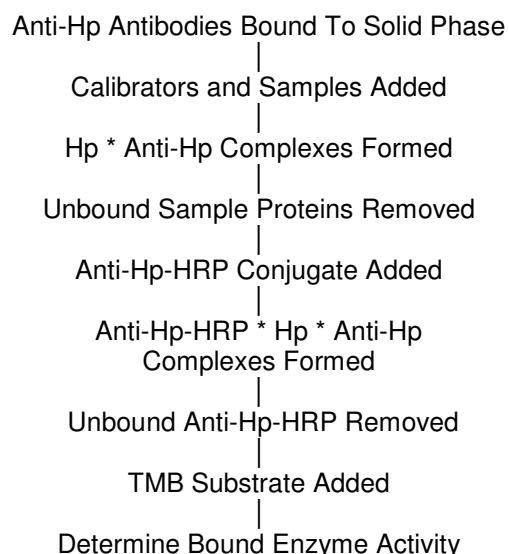 Anti-Hp Antibodies Bound To Solid Phase
Calibrators and Samples Added
Hp * Anti-Hp Complexes Formed
Unbound Sample Proteins Removed
Anti-Hp-HRP Conjugate Added
Anti-Hp-HRP * Hp * Anti-Hp
Complexes Formed
Unbound Anti-Hp-HRP Removed
TMB Substrate Added
Determine Bound Enzyme Activity